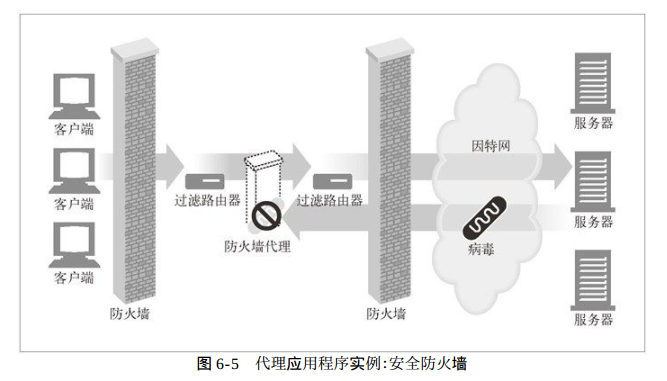 客户端
客户端
客户端
防火墙
过滤路由器
防火墙代理
过滤路由器
防火墙
因特网
病毒
服务器
服务器
服务器
图 6-5 代理应用程序实例:安全防火墙